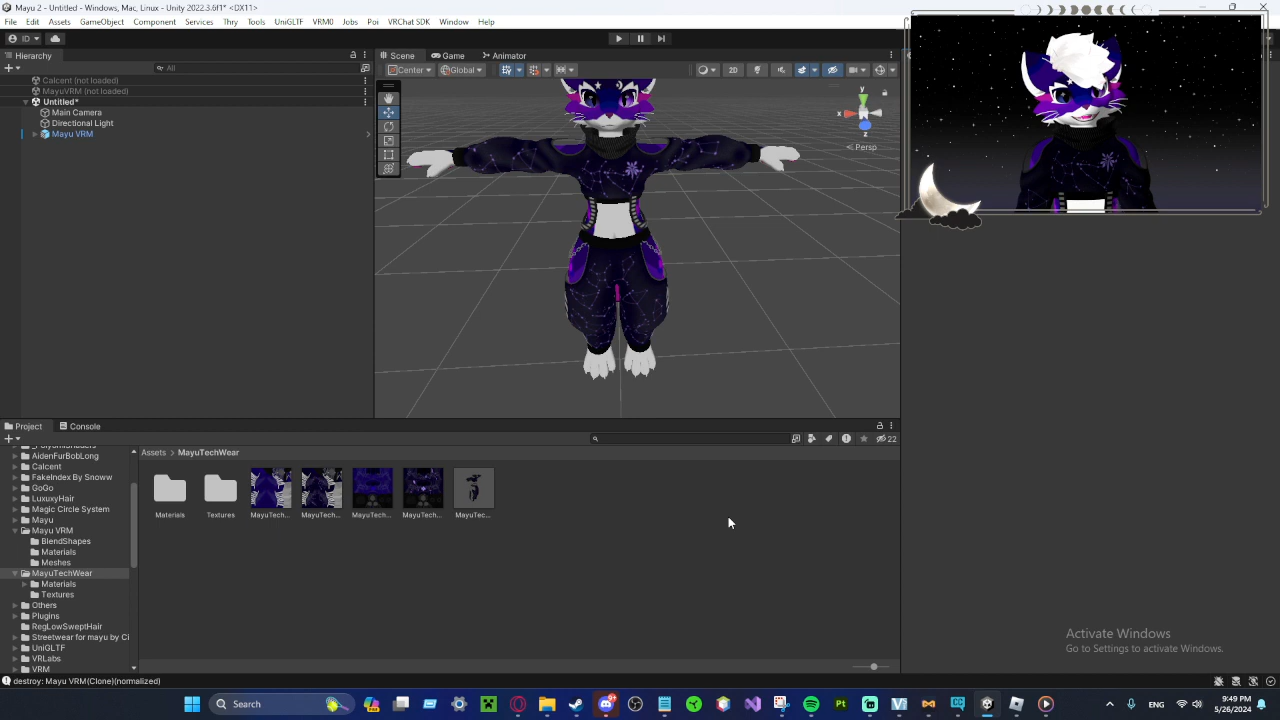 Mayu 2 - Untitled - Windows, Mac, Linux - Unity 2022.3.6f1* <DX11>
File Edit Assets GameObject Component Services Thry Tools UniGLTF VRM0 Jobs Poi VRChat SDK Window Help
ID
Hierarchy
Scene Game Animator
All
Center Global 2D
Calcent (not loaded)
MayuVRM (not loaded)
Untitled*
Main Camera
Directional Light
Mayu VRM
y
x
z
< Persp
Project Console
22
AidenFurBobLong
Calcent
FakeIndex By Snoww
GoGo
LuxuxyHair
Magic Circle System
Mayu
Mayu VRM
BlendShapes
Materials
Meshes
MayuTechWear
Materials
Textures
Others
Plugins
RegLowSweptHair
Streetwear for mayu by Ci
UniGLTF
VRLabs
VRM
Assets > MayuTechWear
Materials Textures MayuTech... MayuTech... MayuTech... MayuTech... MayuTec...
Activate Windows
Go to Settings to activate Windows.
destroy: Mayu VRM(Clone)(normalized)
Search
9:49 PM
5/26/2024